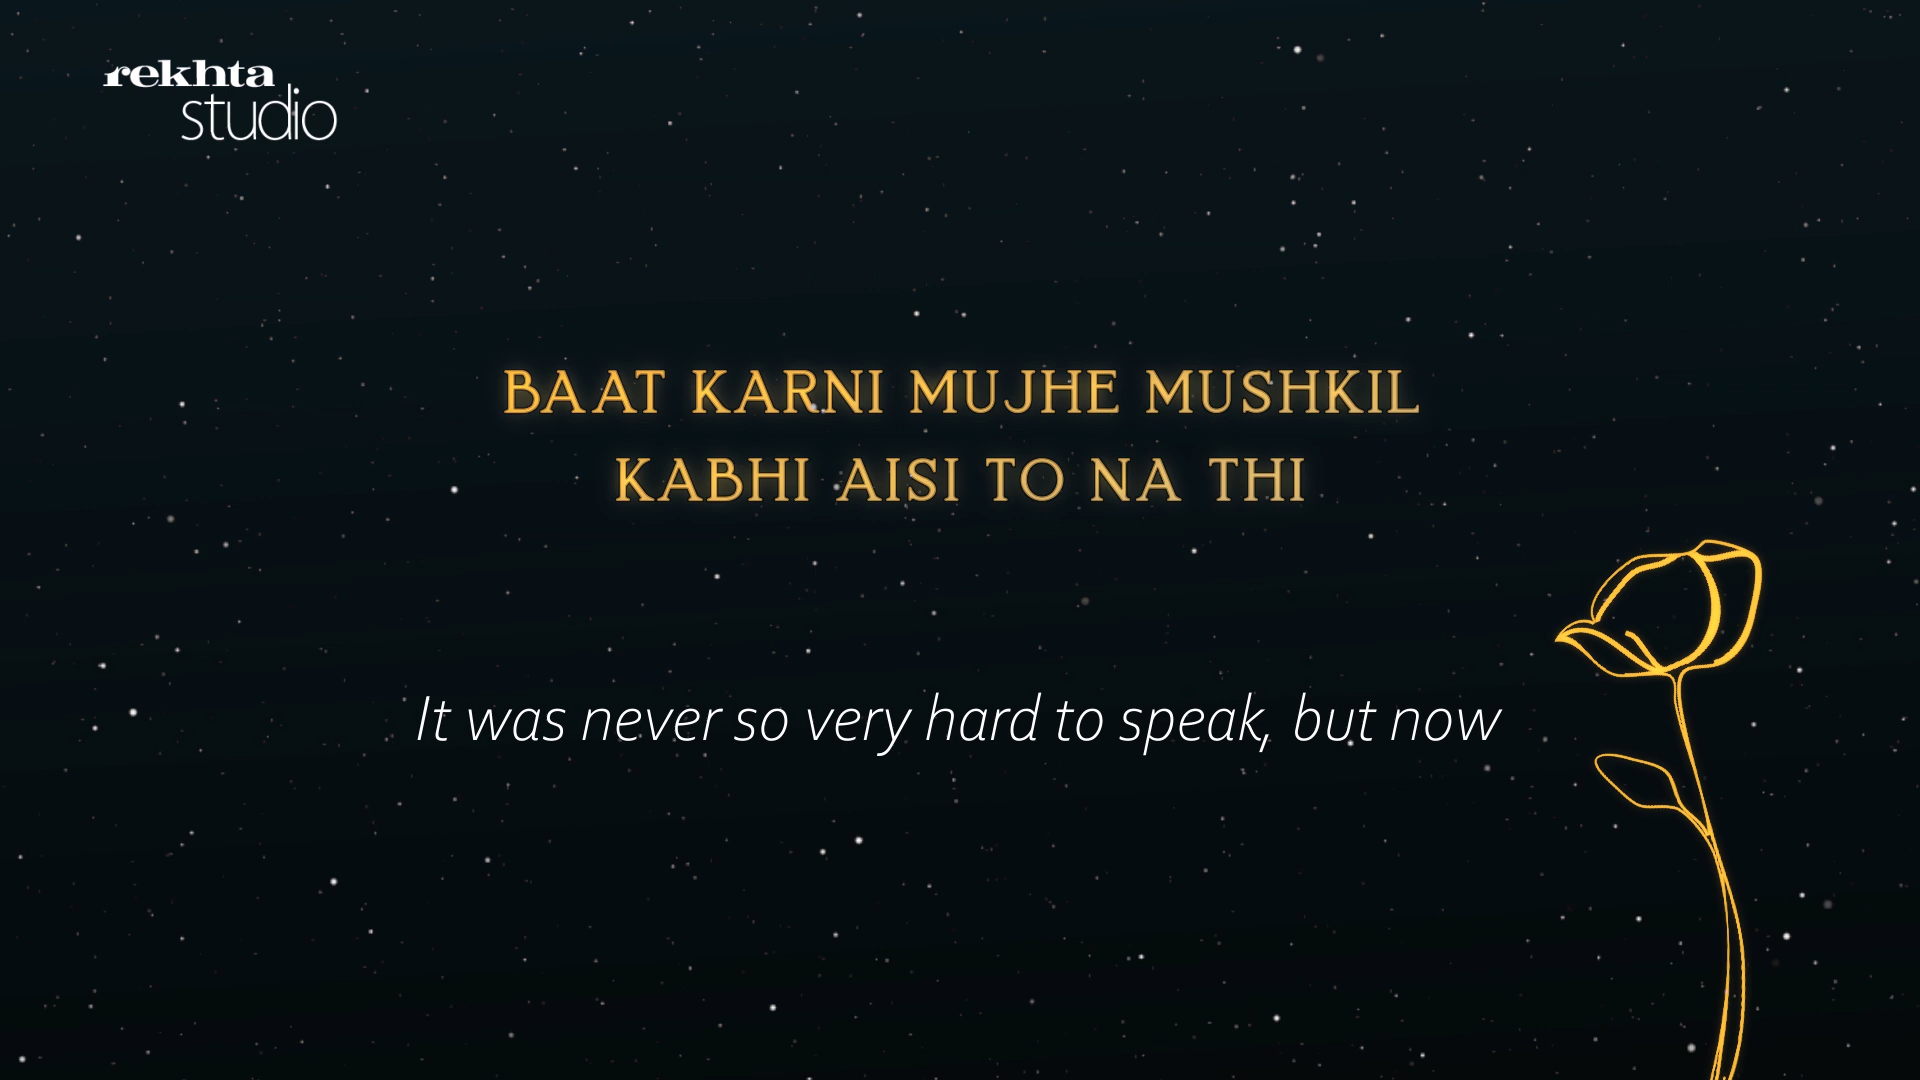 rekhta
studio
BAAT KARNI MUJHE MUSHKIL
KABHI AISI TO NA THI
It was never so very hard to speak, but now